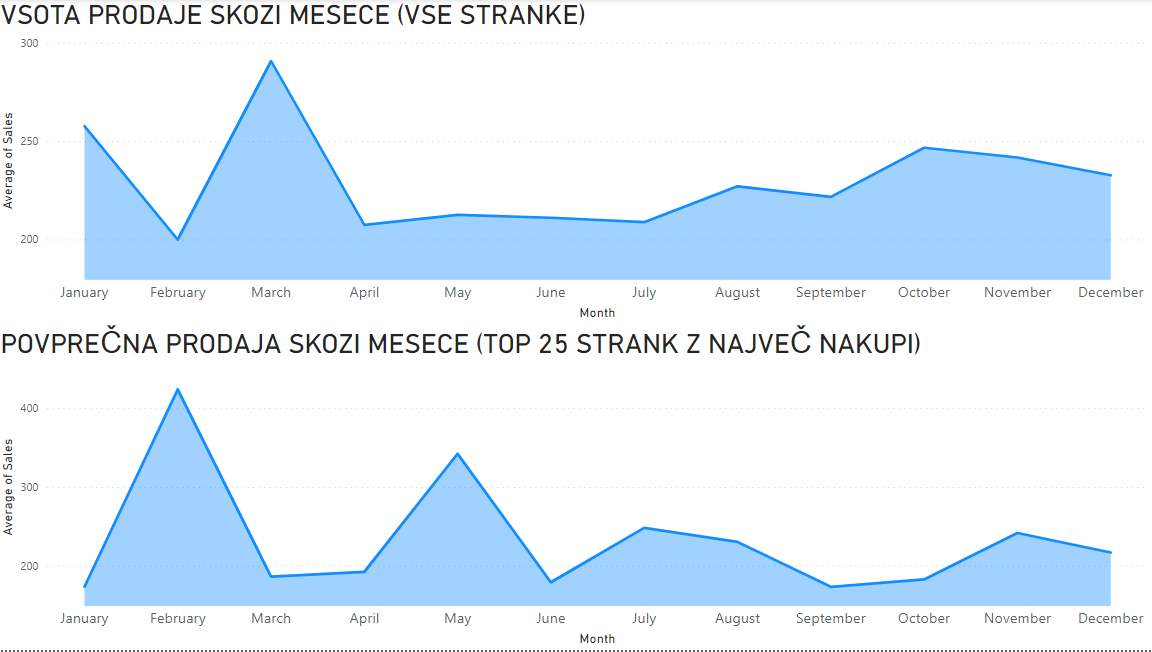 VSOTA PRODAJE SKOZI MESECE (VSE STRANKE)
300
250
200
Average of Sales
January February March April May June July August September October November December
Month
POVPREČNA PRODAJA SKOZI MESECE (TOP 25 STRANK Z NAJVEČ NAKUPI)
400
300
200
Average of Sales
January February March April May June July August September October November December
Month